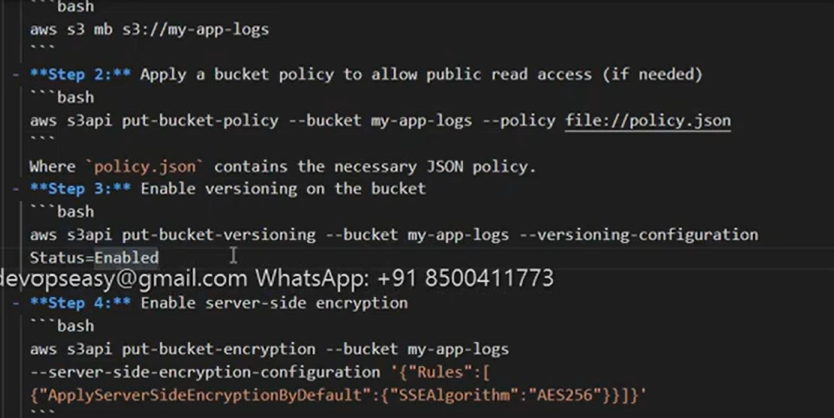 ```bash
aws s3 mb s3://my-app-logs
```
- **Step 2:** Apply a bucket policy to allow public read access (if needed)
```bash
aws s3api put-bucket-policy --bucket my-app-logs --policy file://policy.json
```
Where `policy.json` contains the necessary JSON policy.
- **Step 3:** Enable versioning on the bucket
```bash
aws s3api put-bucket-versioning --bucket my-app-logs --versioning-configuration
Status=Enabled
devopseasy@gmail.com WhatsApp: +91 8500411773
- **Step 4:** Enable server-side encryption
```bash
aws s3api put-bucket-encryption --bucket my-app-logs
--server-side-encryption-configuration '{"Rules":[
{"ApplyServerSideEncryptionByDefault":{"SSEAlgorithm":"AES256"}}]}'
```